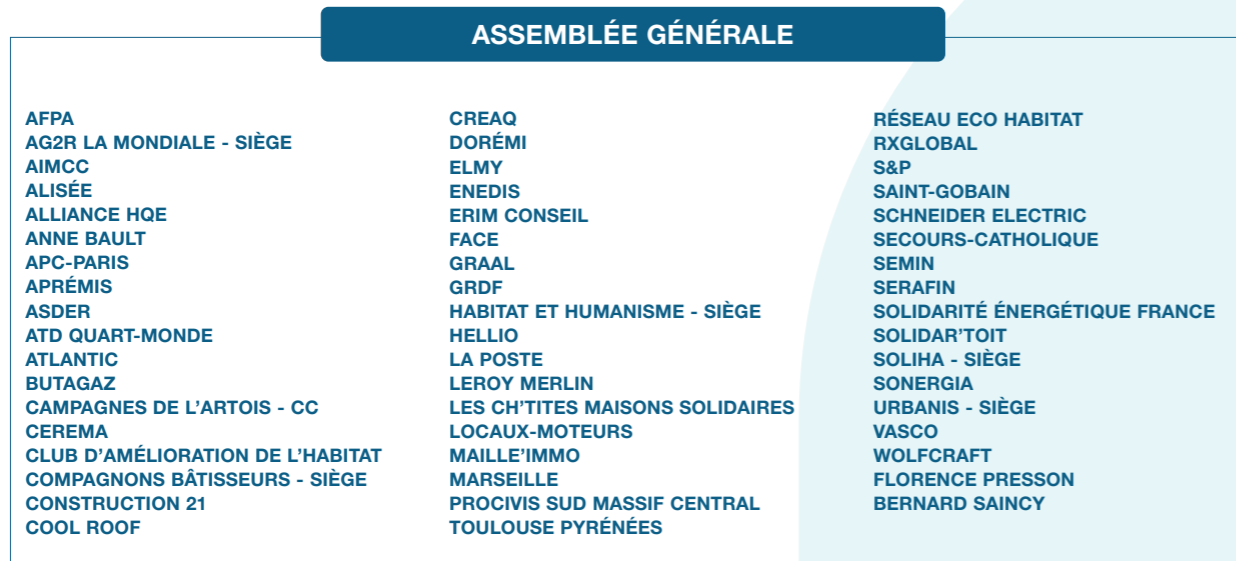 ASSEMBLÉE GÉNÉRALE
AFPA
AG2R LA MONDIALE - SIÈGE
AIMCC
ALISÉE
ALLIANCE HQE
ANNE BAULT
APC-PARIS
APRÉMIS
ASDER
ATD QUART-MONDE
ATLANTIC
BUTAGAZ
CAMPAGNES DE L’ARTOIS - CC
CEREMA
CLUB D’AMÉLIORATION DE L’HABITAT
COMPAGNONS BÂTISSEURS - SIÈGE
CONSTRUCTION 21
COOL ROOF
CREAQ
DORÉMI
ELMY
ENEDIS
ERIM CONSEIL
FACE
GRAAL
GRDF
HABITAT ET HUMANISME - SIÈGE
HELLIO
LA POSTE
LEROY MERLIN
LES CH’TITES MAISONS SOLIDAIRES
LOCAUX-MOTEURS
MAILLE’IMMO
MARSEILLE
PROCIVIS SUD MASSIF CENTRAL
TOULOUSE PYRÉNÉES
RÉSEAU ECO HABITAT
RXGLOBAL
S&P
SAINT-GOBAIN
SCHNEIDER ELECTRIC
SECOURS-CATHOLIQUE
SEMIN
SERAFIN
SOLIDARITÉ ÉNERGÉTIQUE FRANCE
SOLIDAR’TOIT
SOLIHA - SIÈGE
SONERGIA
URBANIS - SIÈGE
VASCO
WOLFCRAFT
FLORENCE PRESSON
BERNARD SAINCY